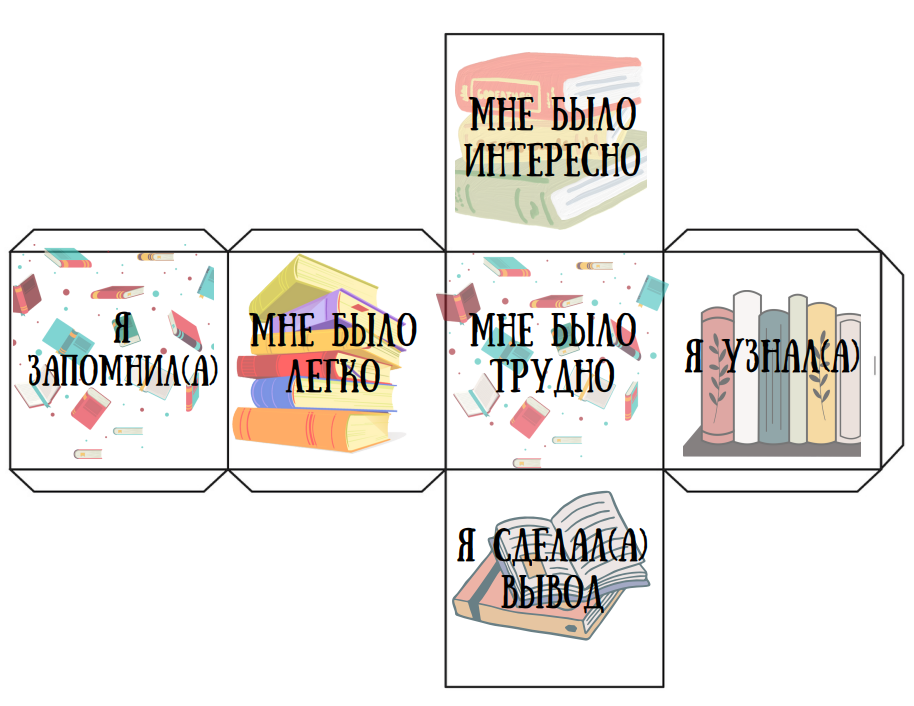 МНЕ БЫЛО
ИНТЕРЕСНО
Я
ЗАПОМНИЛ(А)
МНЕ БЫЛО
ЛЕГКО
МНЕ БЫЛО
ТРУДНО
Я УЗНАЛ(А)
Я СДЕЛАЛ(А)
ВЫВОД